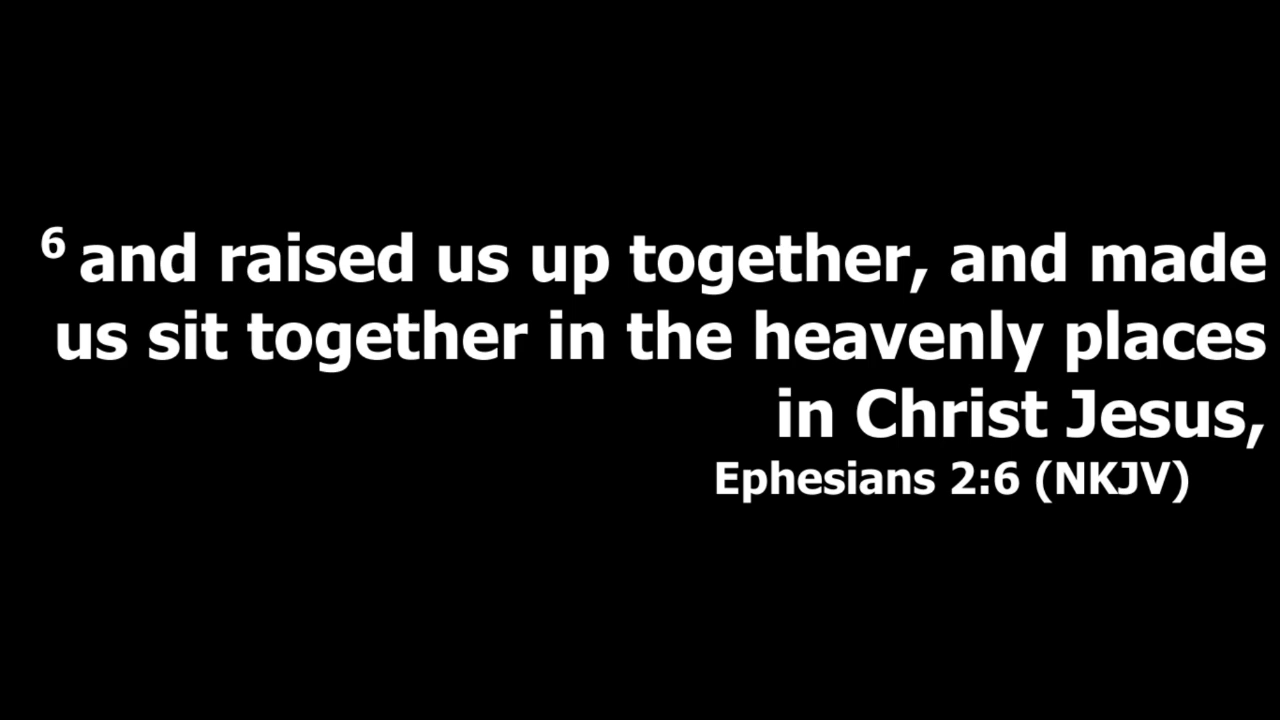 6 and raised us up together, and made
us sit together in the heavenly places
in Christ Jesus,
Ephesians 2:6 (NKJV)